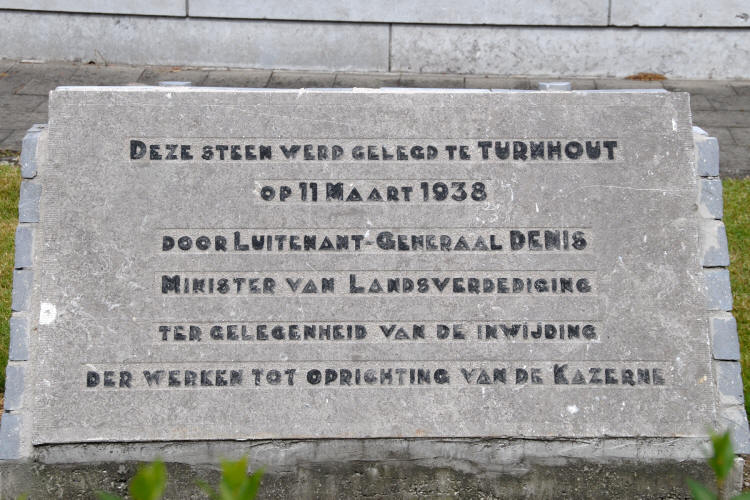 Deze steen werd gelegd te TURNHOUT
op 11 Maart 1938
door Luitenant-Generaal DENIS
Minister van Landsverdediging
ter gelegenheid van de inwijding
der werken tot oprichting van de Kazerne